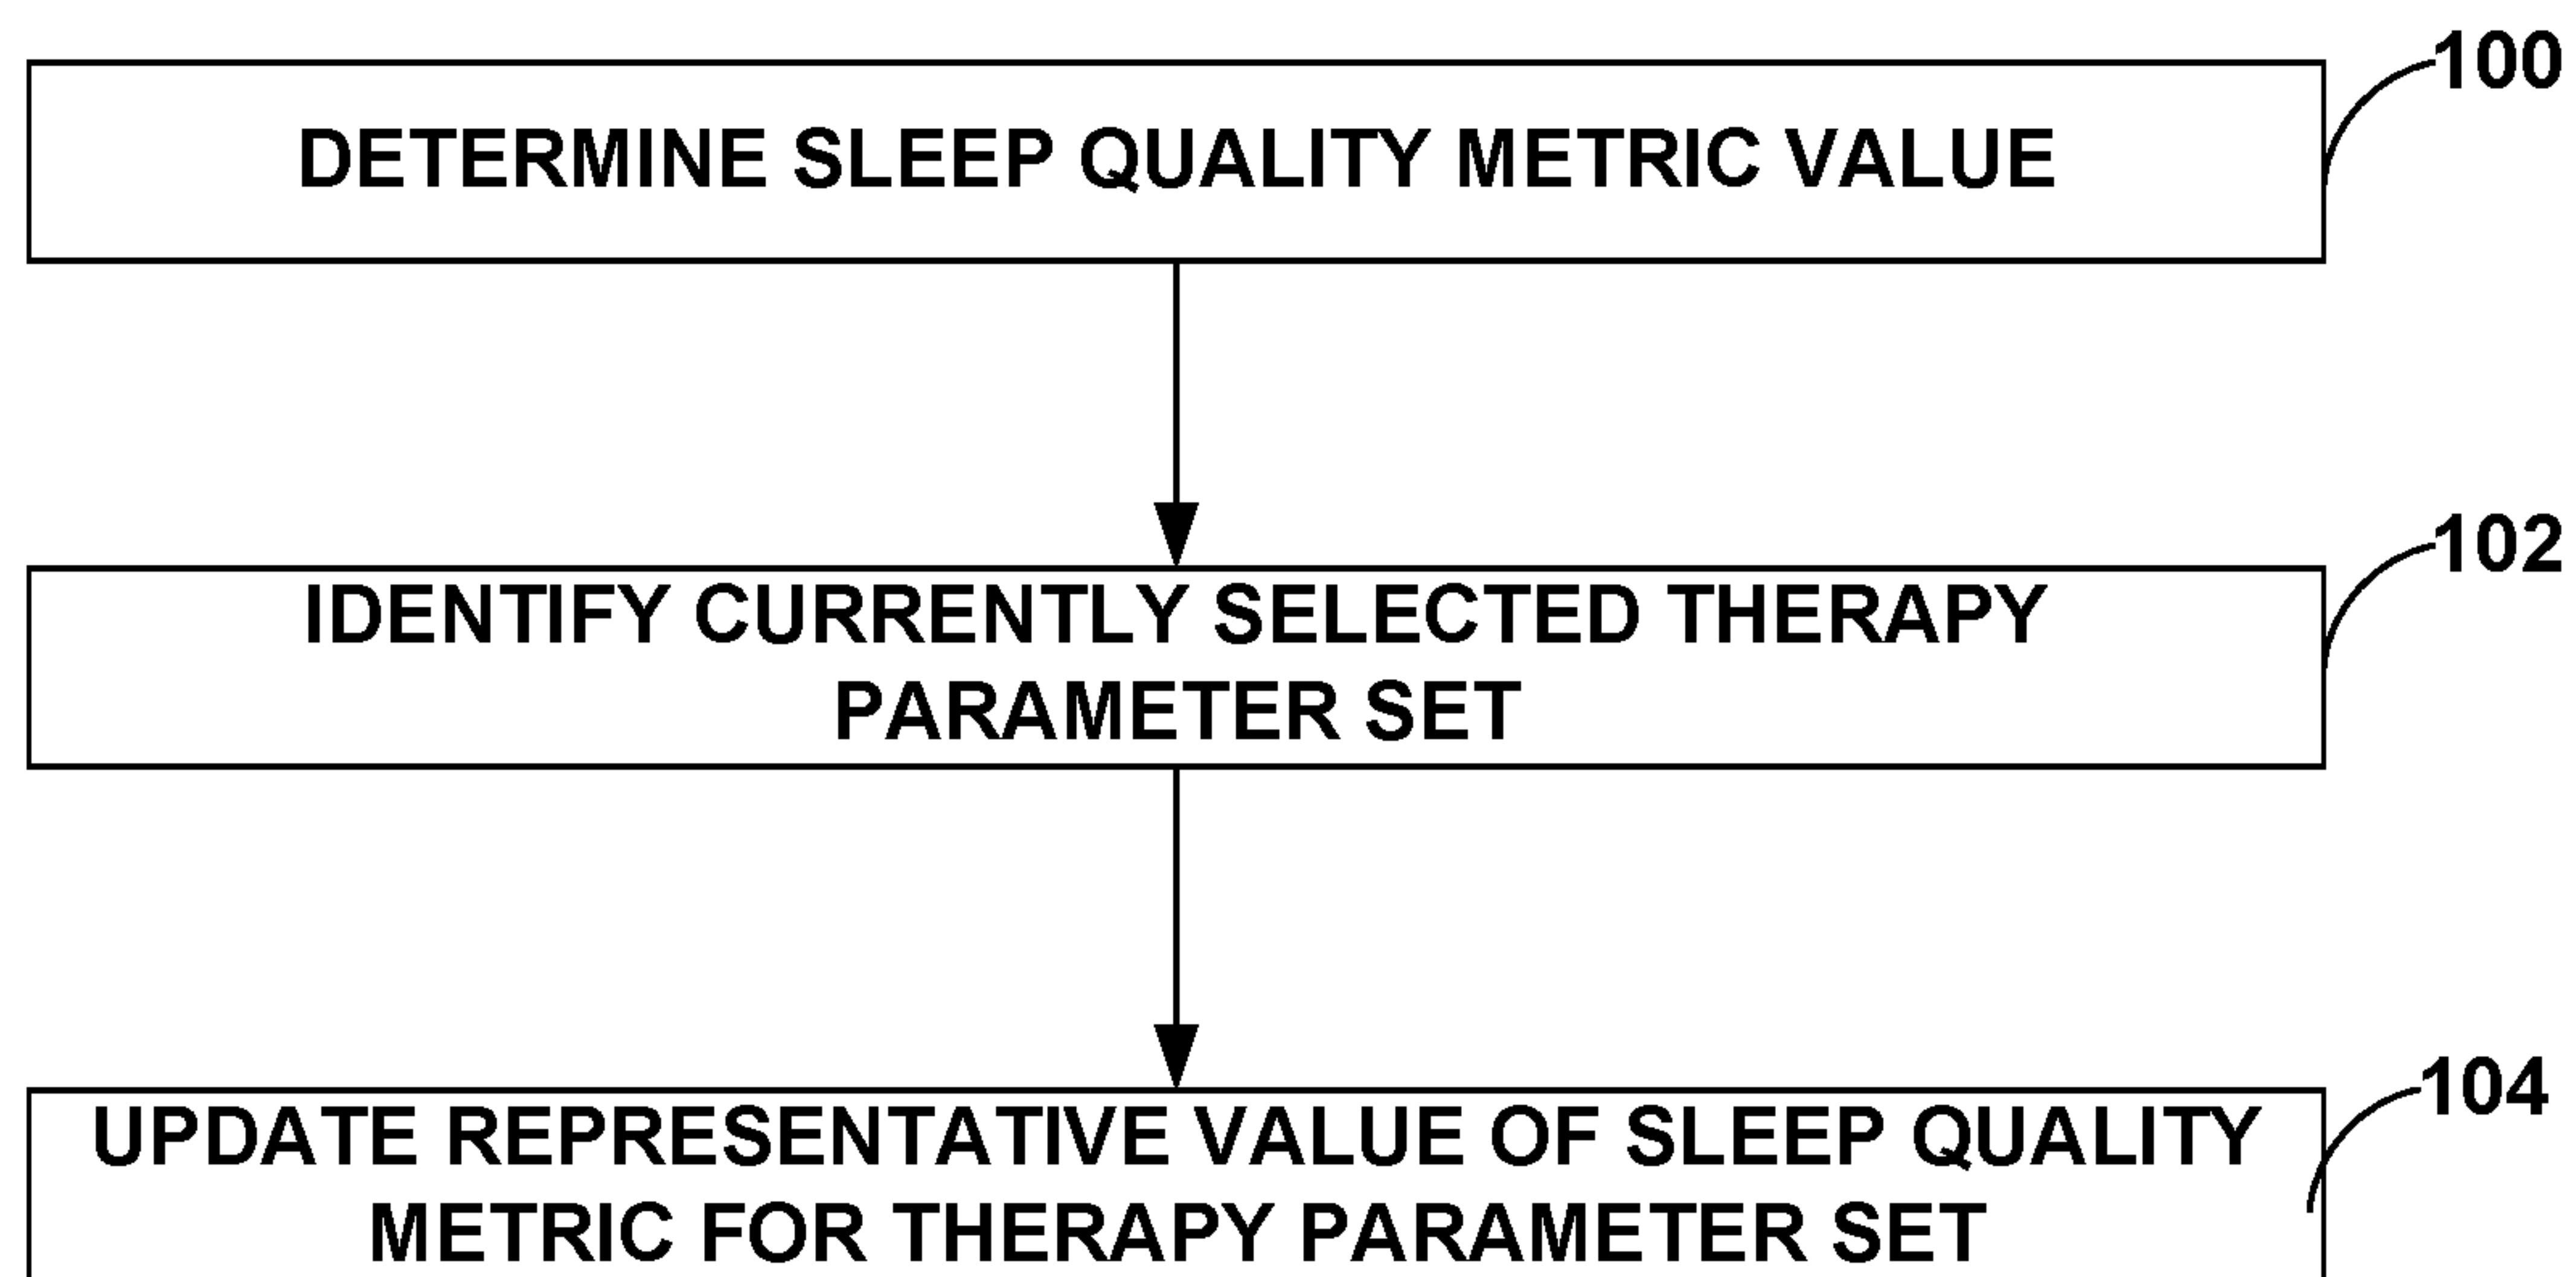 100
DETERMINE SLEEP QUALITY METRIC VALUE
102
IDENTIFY CURRENTLY SELECTED THERAPY
PARAMETER SET
104
UPDATE REPRESENTATIVE VALUE OF SLEEP QUALITY
METRIC FOR THERAPY PARAMETER SET